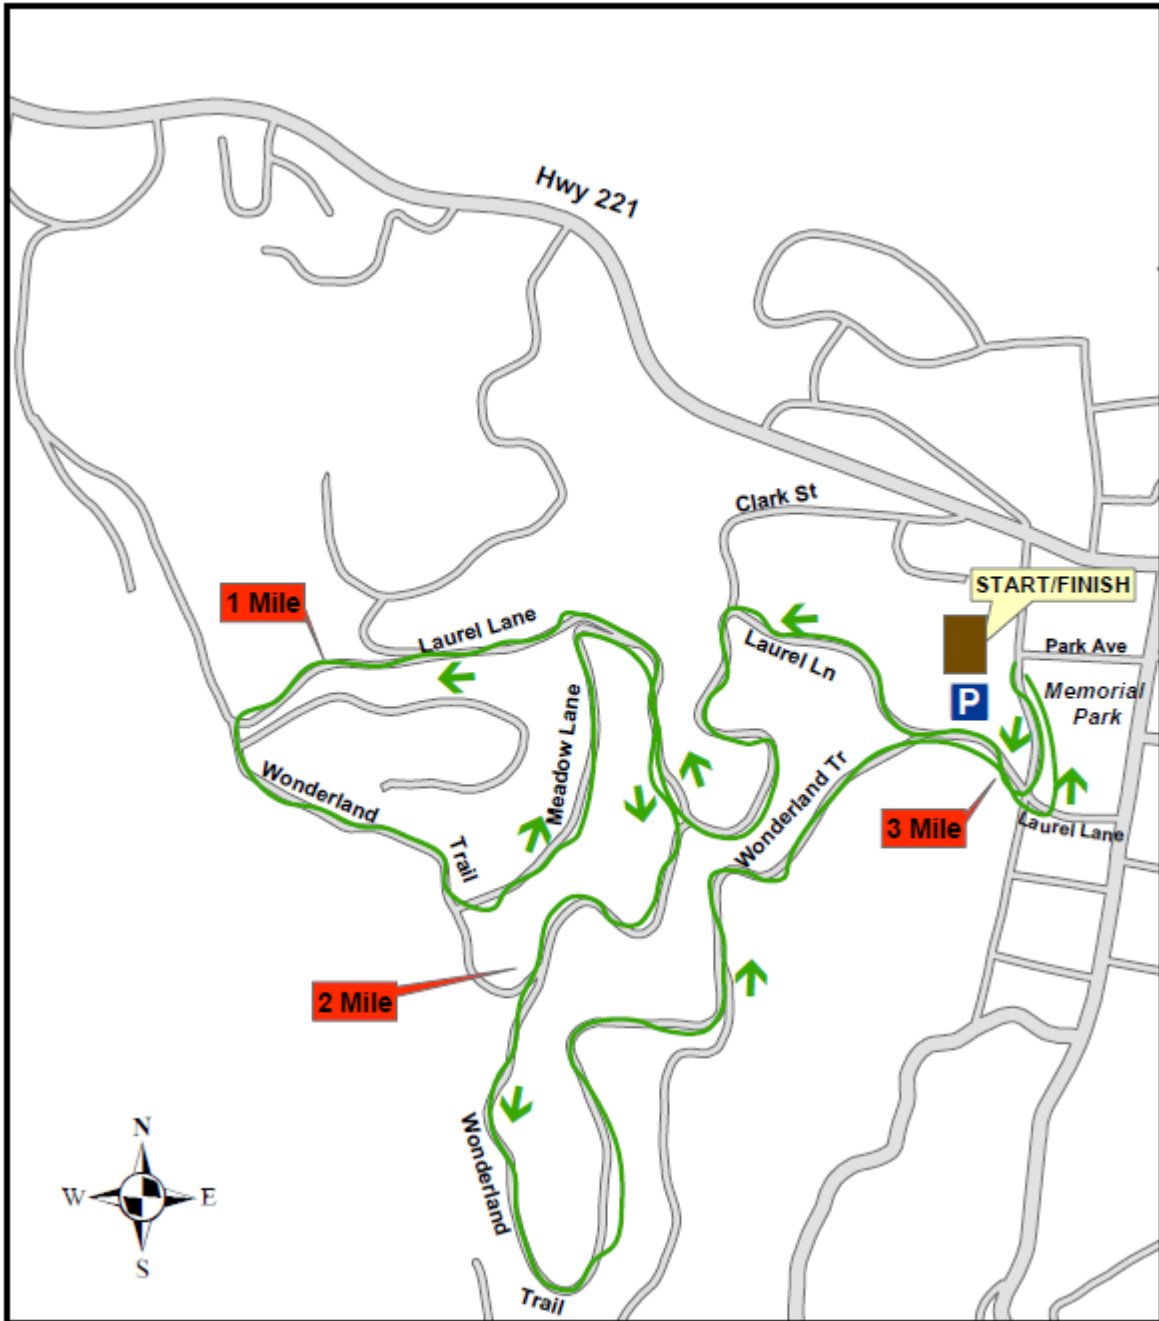 Hwy 221
Clark St
START/FINISH
1 Mile
Laurel Lane
Laurel Ln
Park Ave
Memorial
Park
P
Meadow Lane
Wonderland
Trail
Wonderland Tr
3 Mile
Laurel Lane
2 Mile
Wonderland
Trail
N
W E
S